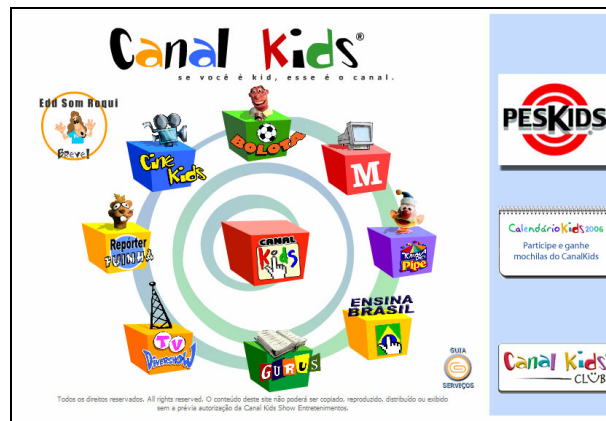 Canal Kids®
se você é kid, esse é o canal.
Edd Som Roqui
Breve!
Cine Kids
BOLOTA
M
Repórter
FUINHA
CANAL
Kids
Pipe
TV
DIVERSHOW
GURUS
ENSINA
BRASIL
GUIA
SERVIÇOS
Todos os direitos reservados. All rights reserved. O conteúdo deste site não poderá ser copiado, reproduzido, distribuído ou exibido
sem a prévia autorização da Canal Kids Show Entretenimentos.
PESKIDS
Calendário Kids 2006
Participe e ganhe
mochilas do CanalKids
Canal Kids
CLUB